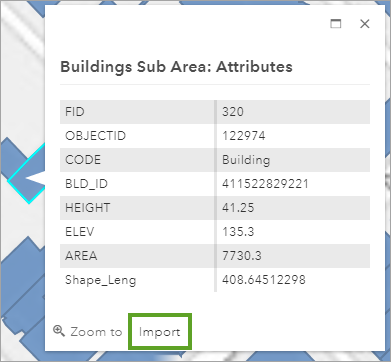 Buildings Sub Area: Attributes
FID 320
OBJECTID 122974
CODE Building
BLD_ID 411522829221
HEIGHT 41.25
ELEV 135.3
AREA 7730.3
Shape_Leng 408.64512298
Zoom to Import